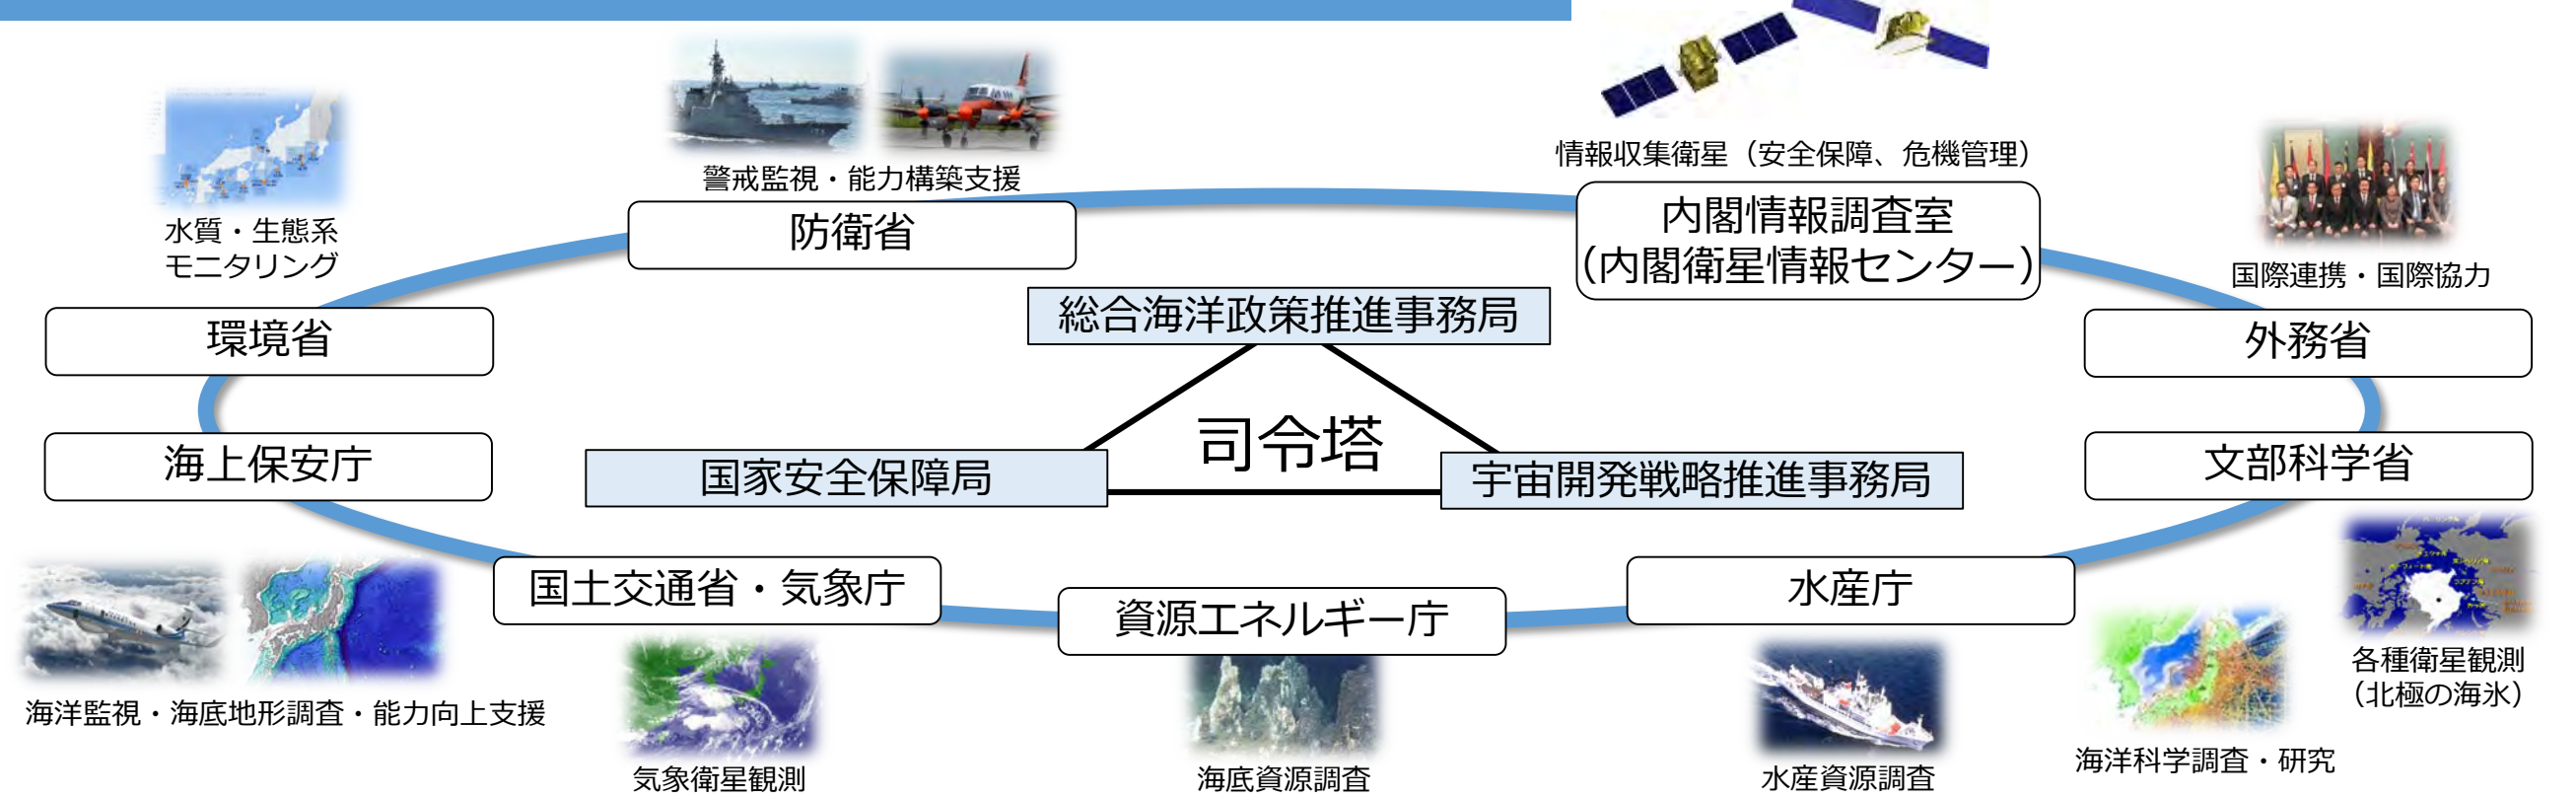 警戒監視・能力構築支援
情報収集衛星（安全保障、危機管理）
水質・生態系
モニタリング
防衛省
内閣情報調査室
（内閣衛星情報センター）
国際連携・国際協力
環境省
総合海洋政策推進事務局
外務省
海上保安庁
司令塔
国家安全保障局
宇宙開発戦略推進事務局
文部科学省
国土交通省・気象庁
資源エネルギー庁
水産庁
各種衛星観測
（北極の海氷）
海洋監視・海底地形調査・能力向上支援
気象衛星観測
海底資源調査
水産資源調査
海洋科学調査・研究